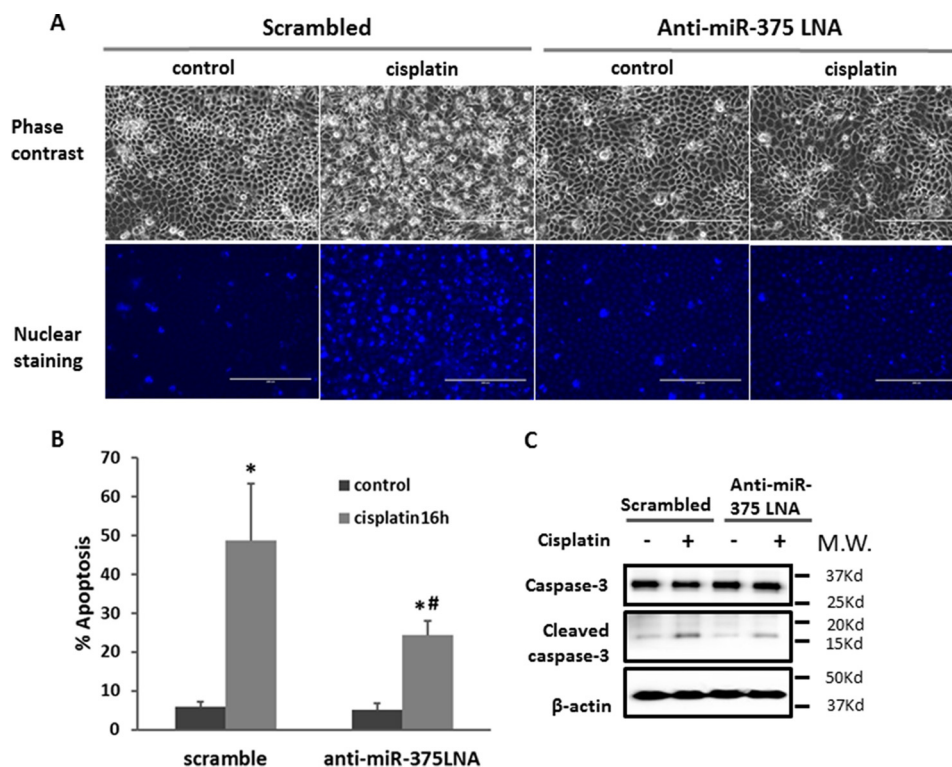 A
Scrambled
Anti-miR-375 LNA
control
cisplatin
control
cisplatin
Phase
contrast
Nuclear
staining
B
70
60
50
40
30
20
10
0
% Apoptosis
*
*#
control
cisplatin16h
scramble
anti-miR-375LNA
C
Scrambled
Anti-miR-
375 LNA
Cisplatin
- + - + M.W.
Caspase-3
37Kd
25Kd
Cleaved
caspase-3
20Kd
15Kd
β-actin
50Kd
37Kd